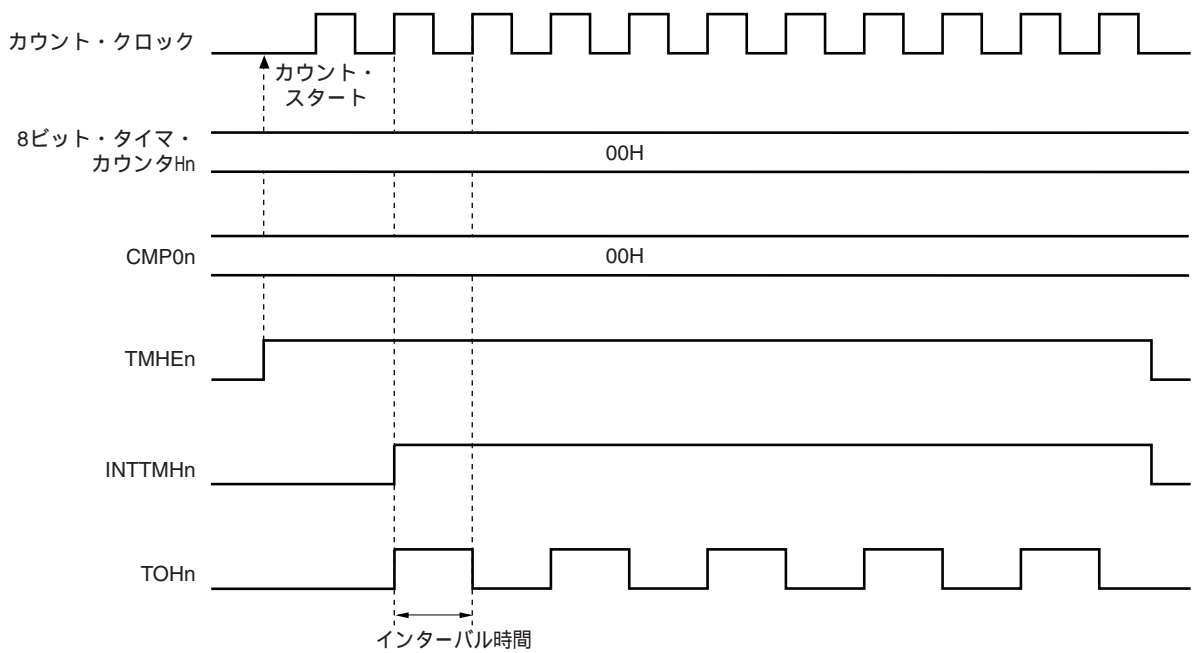 カウント・クロック
カウント・
スタート
8ビット・タイマ・
カウンタHn
00H
CMP0n
00H
TMHEn
INTTMHn
TOHn
インターバル時間